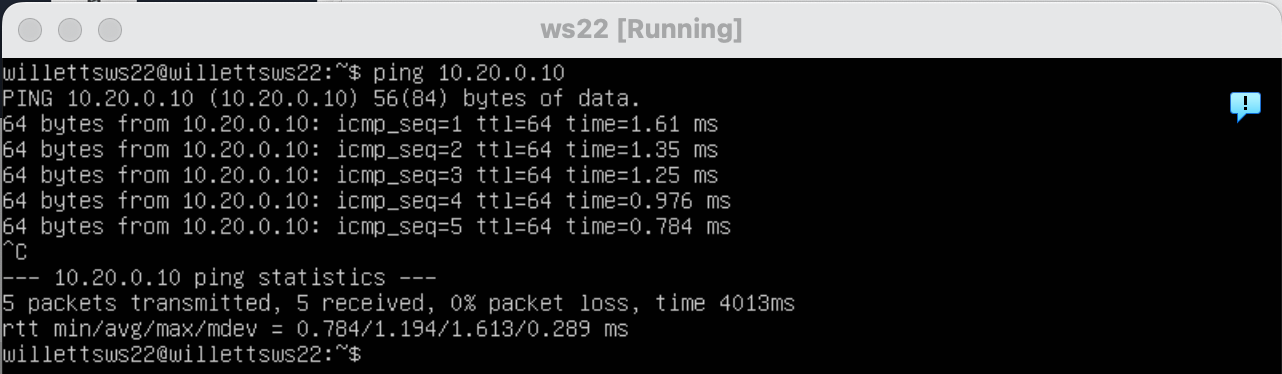 ws22 [Running]
willettsws22@willettsws22:~$ ping 10.20.0.10
PING 10.20.0.10 (10.20.0.10) 56(84) bytes of data.
64 bytes from 10.20.0.10: icmp_seq=1 ttl=64 time=1.61 ms
64 bytes from 10.20.0.10: icmp_seq=2 ttl=64 time=1.35 ms
64 bytes from 10.20.0.10: icmp_seq=3 ttl=64 time=1.25 ms
64 bytes from 10.20.0.10: icmp_seq=4 ttl=64 time=0.976 ms
64 bytes from 10.20.0.10: icmp_seq=5 ttl=64 time=0.784 ms
^C
--- 10.20.0.10 ping statistics ---
5 packets transmitted, 5 received, 0% packet loss, time 4013ms
rtt min/avg/max/mdev = 0.784/1.194/1.613/0.289 ms
willettsws22@willettsws22:~$